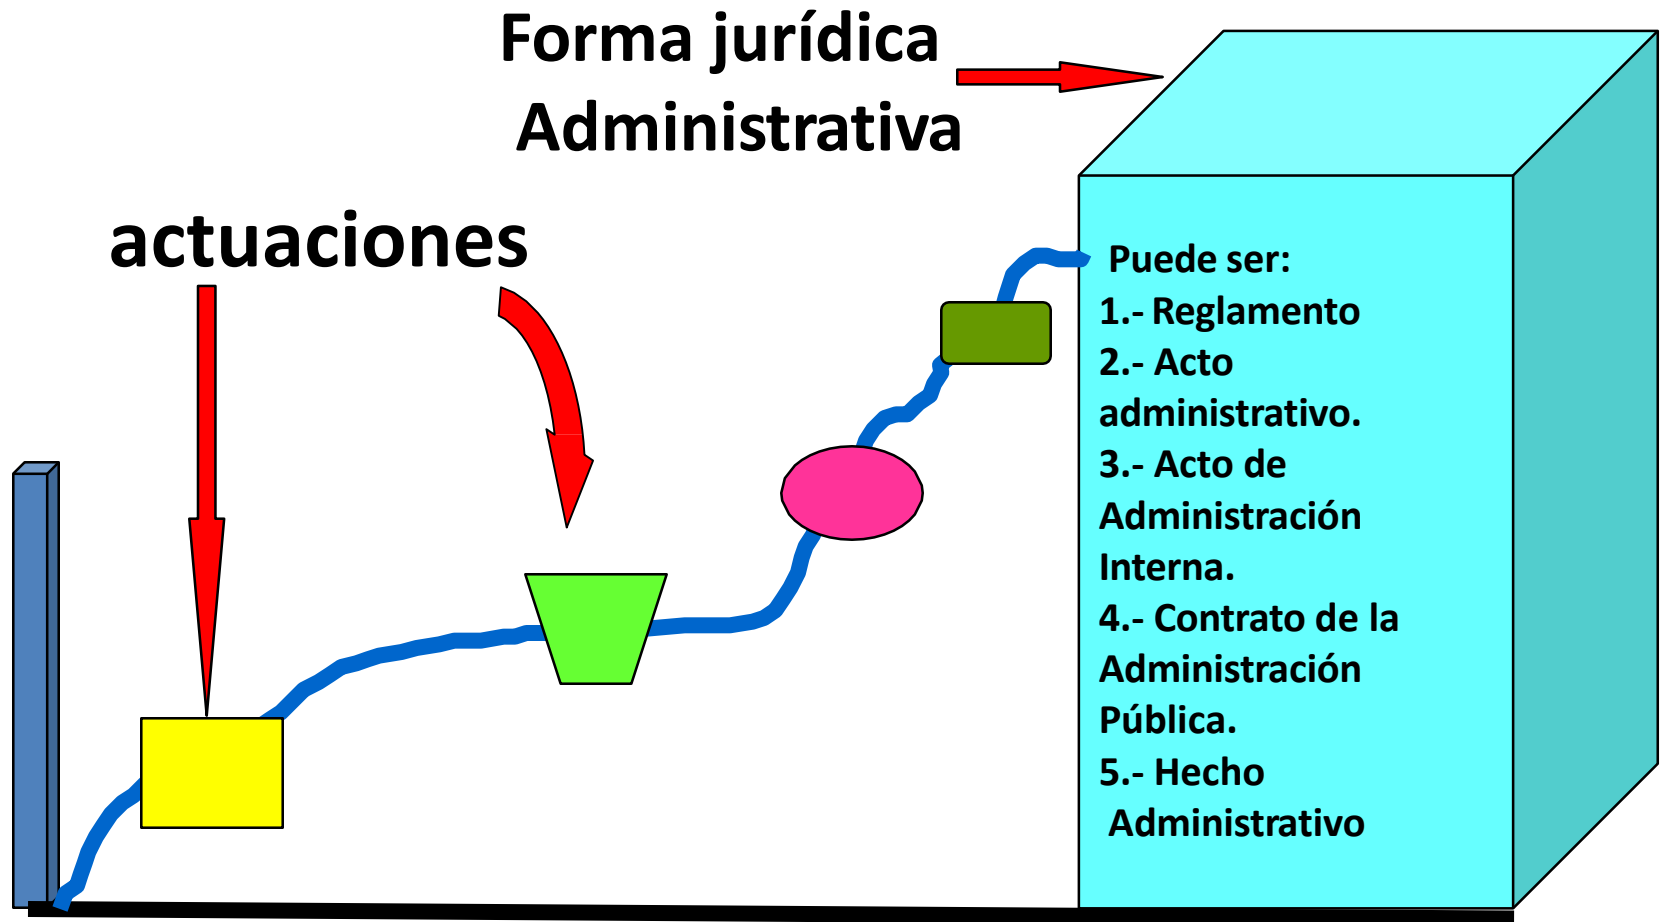 Forma jurídica
Administrativa
actuaciones
Puede ser:
1.- Reglamento
2.- Acto
administrativo.
3.- Acto de
Administración
Interna.
4.- Contrato de la
Administración
Pública.
5.- Hecho
Administrativo